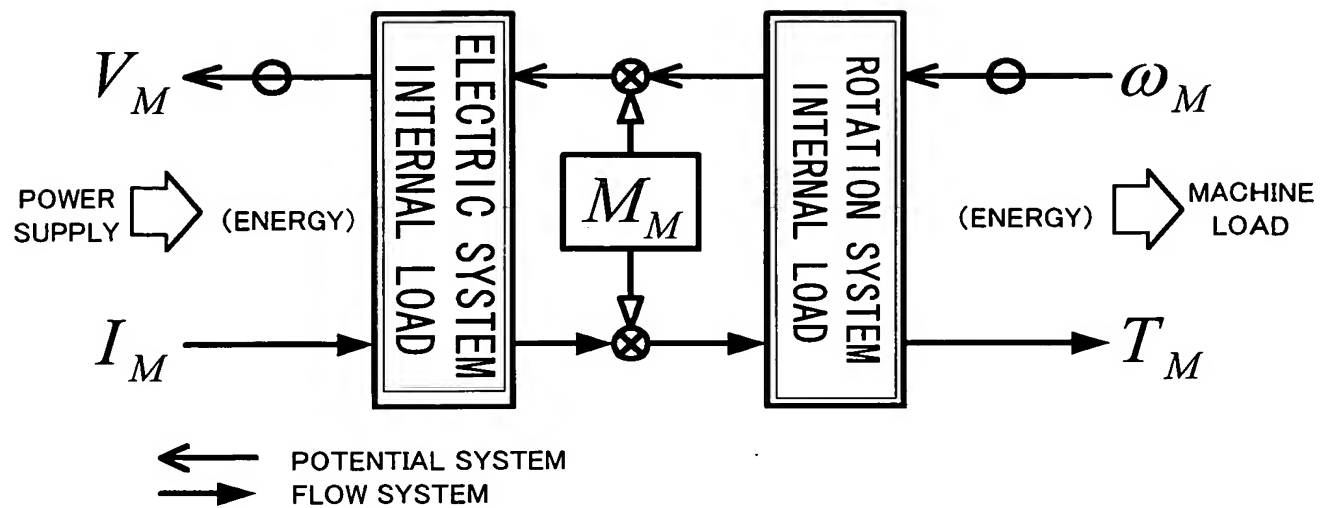 V_M
ω_M
ELECTRIC SYSTEM
INTERNAL LOAD
ROTATION SYSTEM
INTERNAL LOAD
M_M
POWER
SUPPLY
(ENERGY)
(ENERGY)
MACHINE
LOAD
I_M
T_M
POTENTIAL SYSTEM
FLOW SYSTEM